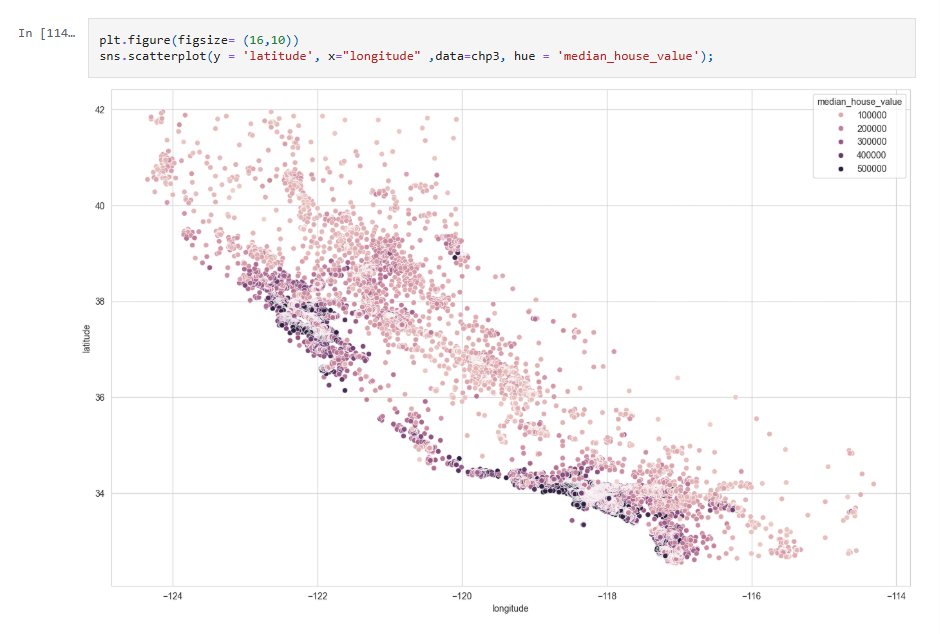 In [114…
plt.figure(figsize= (16,10))
sns.scatterplot(y = 'latitude', x="longitude" ,data=chp3, hue = 'median_house_value');
median_house_value
100000
200000
300000
400000
500000
42
40
38
36
34
latitude
−124
−122
−120
−118
−116
−114
longitude